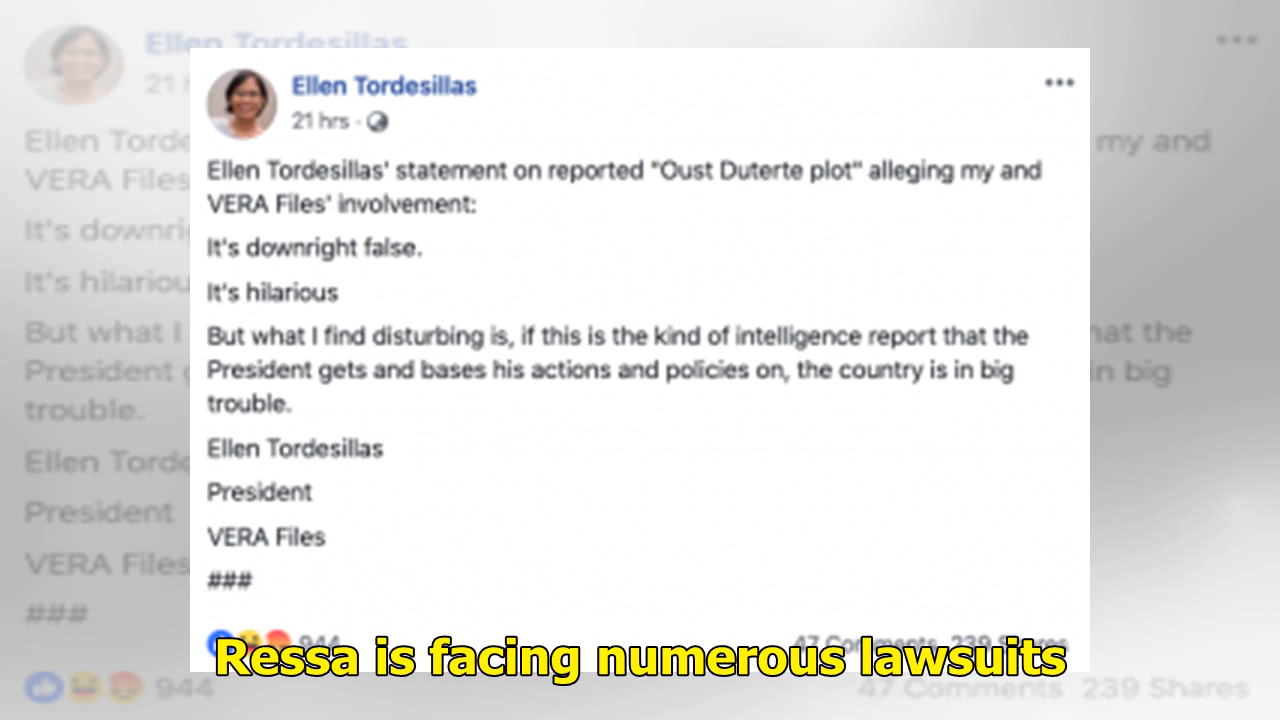 Ellen Tordesillas
21 hrs ·
Ellen Tordesillas' statement on reported "Oust Duterte plot" alleging my and
VERA Files' involvement:
It's downright false.
It's hilarious
But what I find disturbing is, if this is the kind of intelligence report that the
President gets and bases his actions and policies on, the country is in big
trouble.
Ellen Tordesillas
President
VERA Files
###
944 47 Comments 239 Shares
Ressa is facing numerous lawsuits